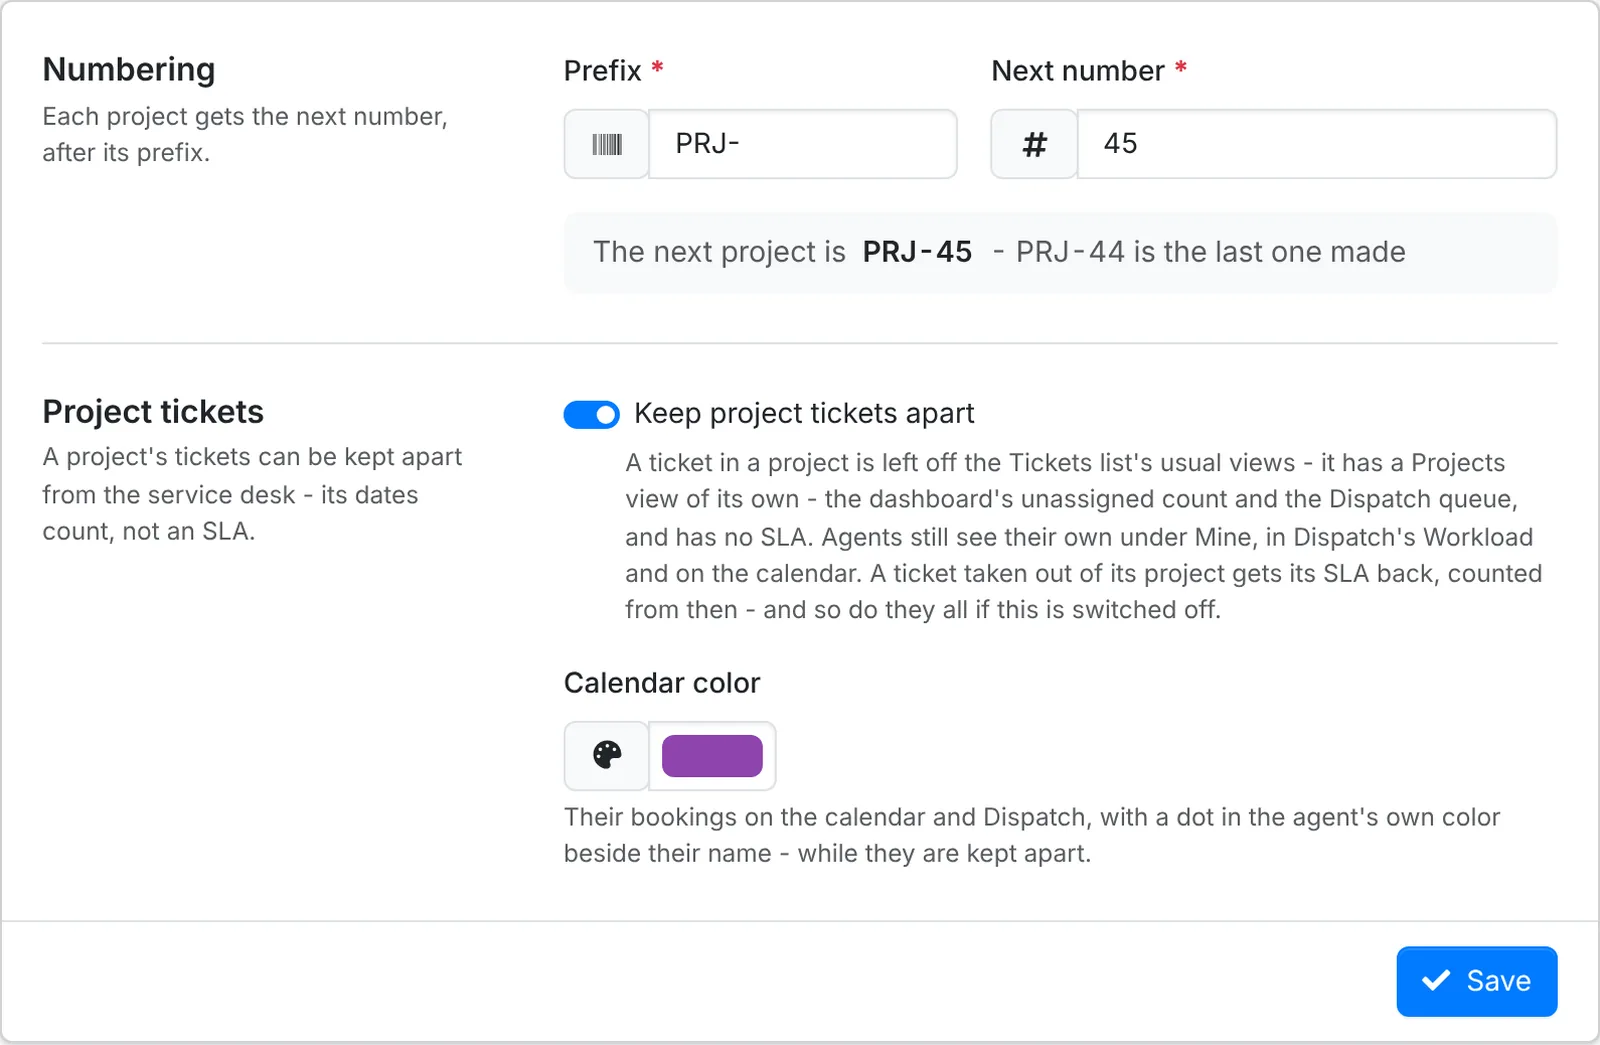 Numbering
Each project gets the next number,
after its prefix.
Prefix *
PRJ-
Next number *
#
45
The next project is PRJ-45 - PRJ-44 is the last one made
Project tickets
A project's tickets can be kept apart
from the service desk - its dates
count, not an SLA.
Keep project tickets apart
A ticket in a project is left off the Tickets list's usual views - it has a Projects
view of its own - the dashboard's unassigned count and the Dispatch queue,
and has no SLA. Agents still see their own under Mine, in Dispatch's Workload
and on the calendar. A ticket taken out of its project gets its SLA back, counted
from then - and so do they all if this is switched off.
Calendar color
Their bookings on the calendar and Dispatch, with a dot in the agent's own color
beside their name - while they are kept apart.
Save